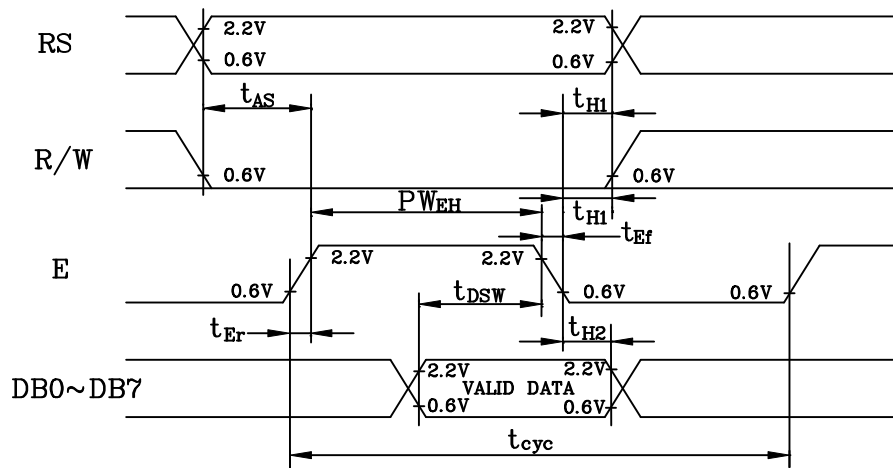 RS
2.2V
2.2V
0.6V
0.6V
tAS
tH1
R/W
0.6V
0.6V
PWEH
tH1
tEf
E
2.2V
2.2V
0.6V
0.6V
0.6V
tDSW
tEr
tH2
DB0~DB7
2.2V
VALID DATA
2.2V
0.6V
0.6V
tcyc